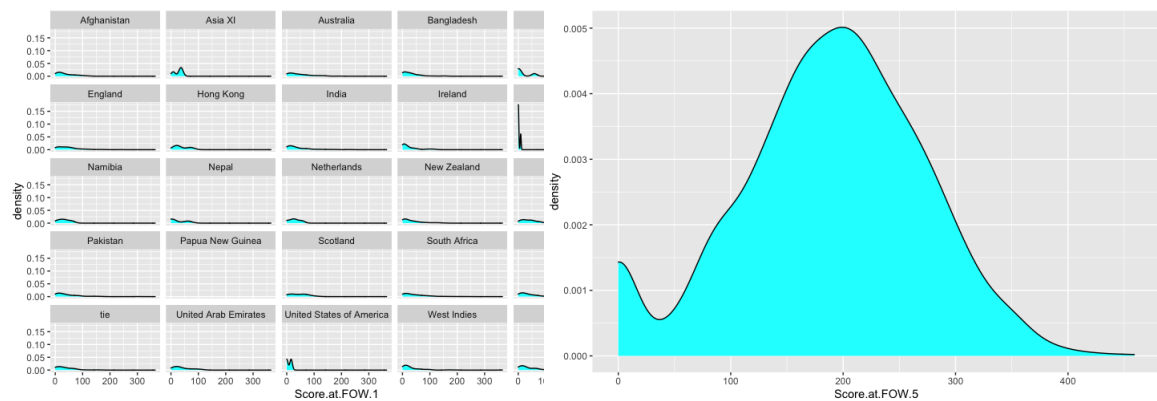 Afghanistan Asia XI Australia Bangladesh
0.15
0.10
0.05
0.00
England Hong Kong India Ireland
0.15
0.10
0.05
0.00
Namibia Nepal Netherlands New Zealand
0.15
0.10
0.05
0.00
Pakistan Papua New Guinea Scotland South Africa
0.15
0.10
0.05
0.00
tie United Arab Emirates United States of America West Indies
0.15
0.10
0.05
0.00
0 100 200 300 0 100 200 300 0 100 200 300 0 100 200 300 0 10
Score.at.FOW.1
density
0.005
0.004
0.003
0.002
0.001
0.000
0 100 200 300 400
Score.at.FOW.5
density